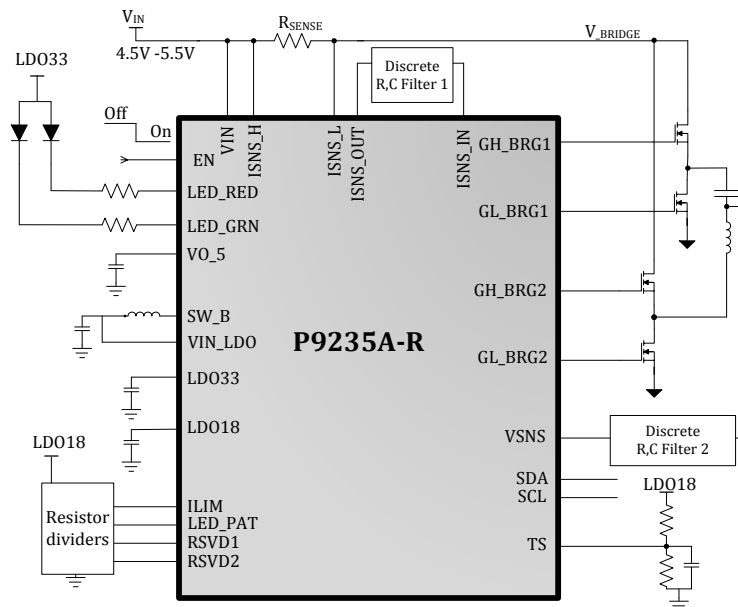 VIN
4.5V -5.5V
RSENSE
V_BRIDGE
LDO33
Discrete
R,C Filter 1
Off
On
VIN
ISNS_H
ISNS_L
ISNS_OUT
ISNS_IN
EN
GH_BRG1
LED_RED
LED_GRN
GL_BRG1
VO_5
GH_BRG2
SW_B
VIN_LDO
P9235A-R
GL_BRG2
LDO33
LDO18
VSNS
Discrete
R,C Filter 2
LDO18
SDA
SCL
LDO18
Resistor
dividers
ILIM
LED_PAT
RSVD1
RSVD2
TS